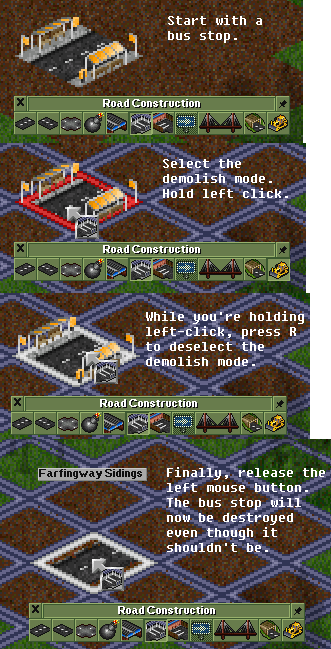 Start with a
bus stop.
Road Construction
Select the
demolish mode.
Hold left click.
Road Construction
While you're holding
left-click, press R
to deselect the
demolish mode.
Road Construction
Farfingway Sidings
Finally, release the
left mouse button.
The bus stop will
now be destroyed
even though it
shouldn't be.
Road Construction